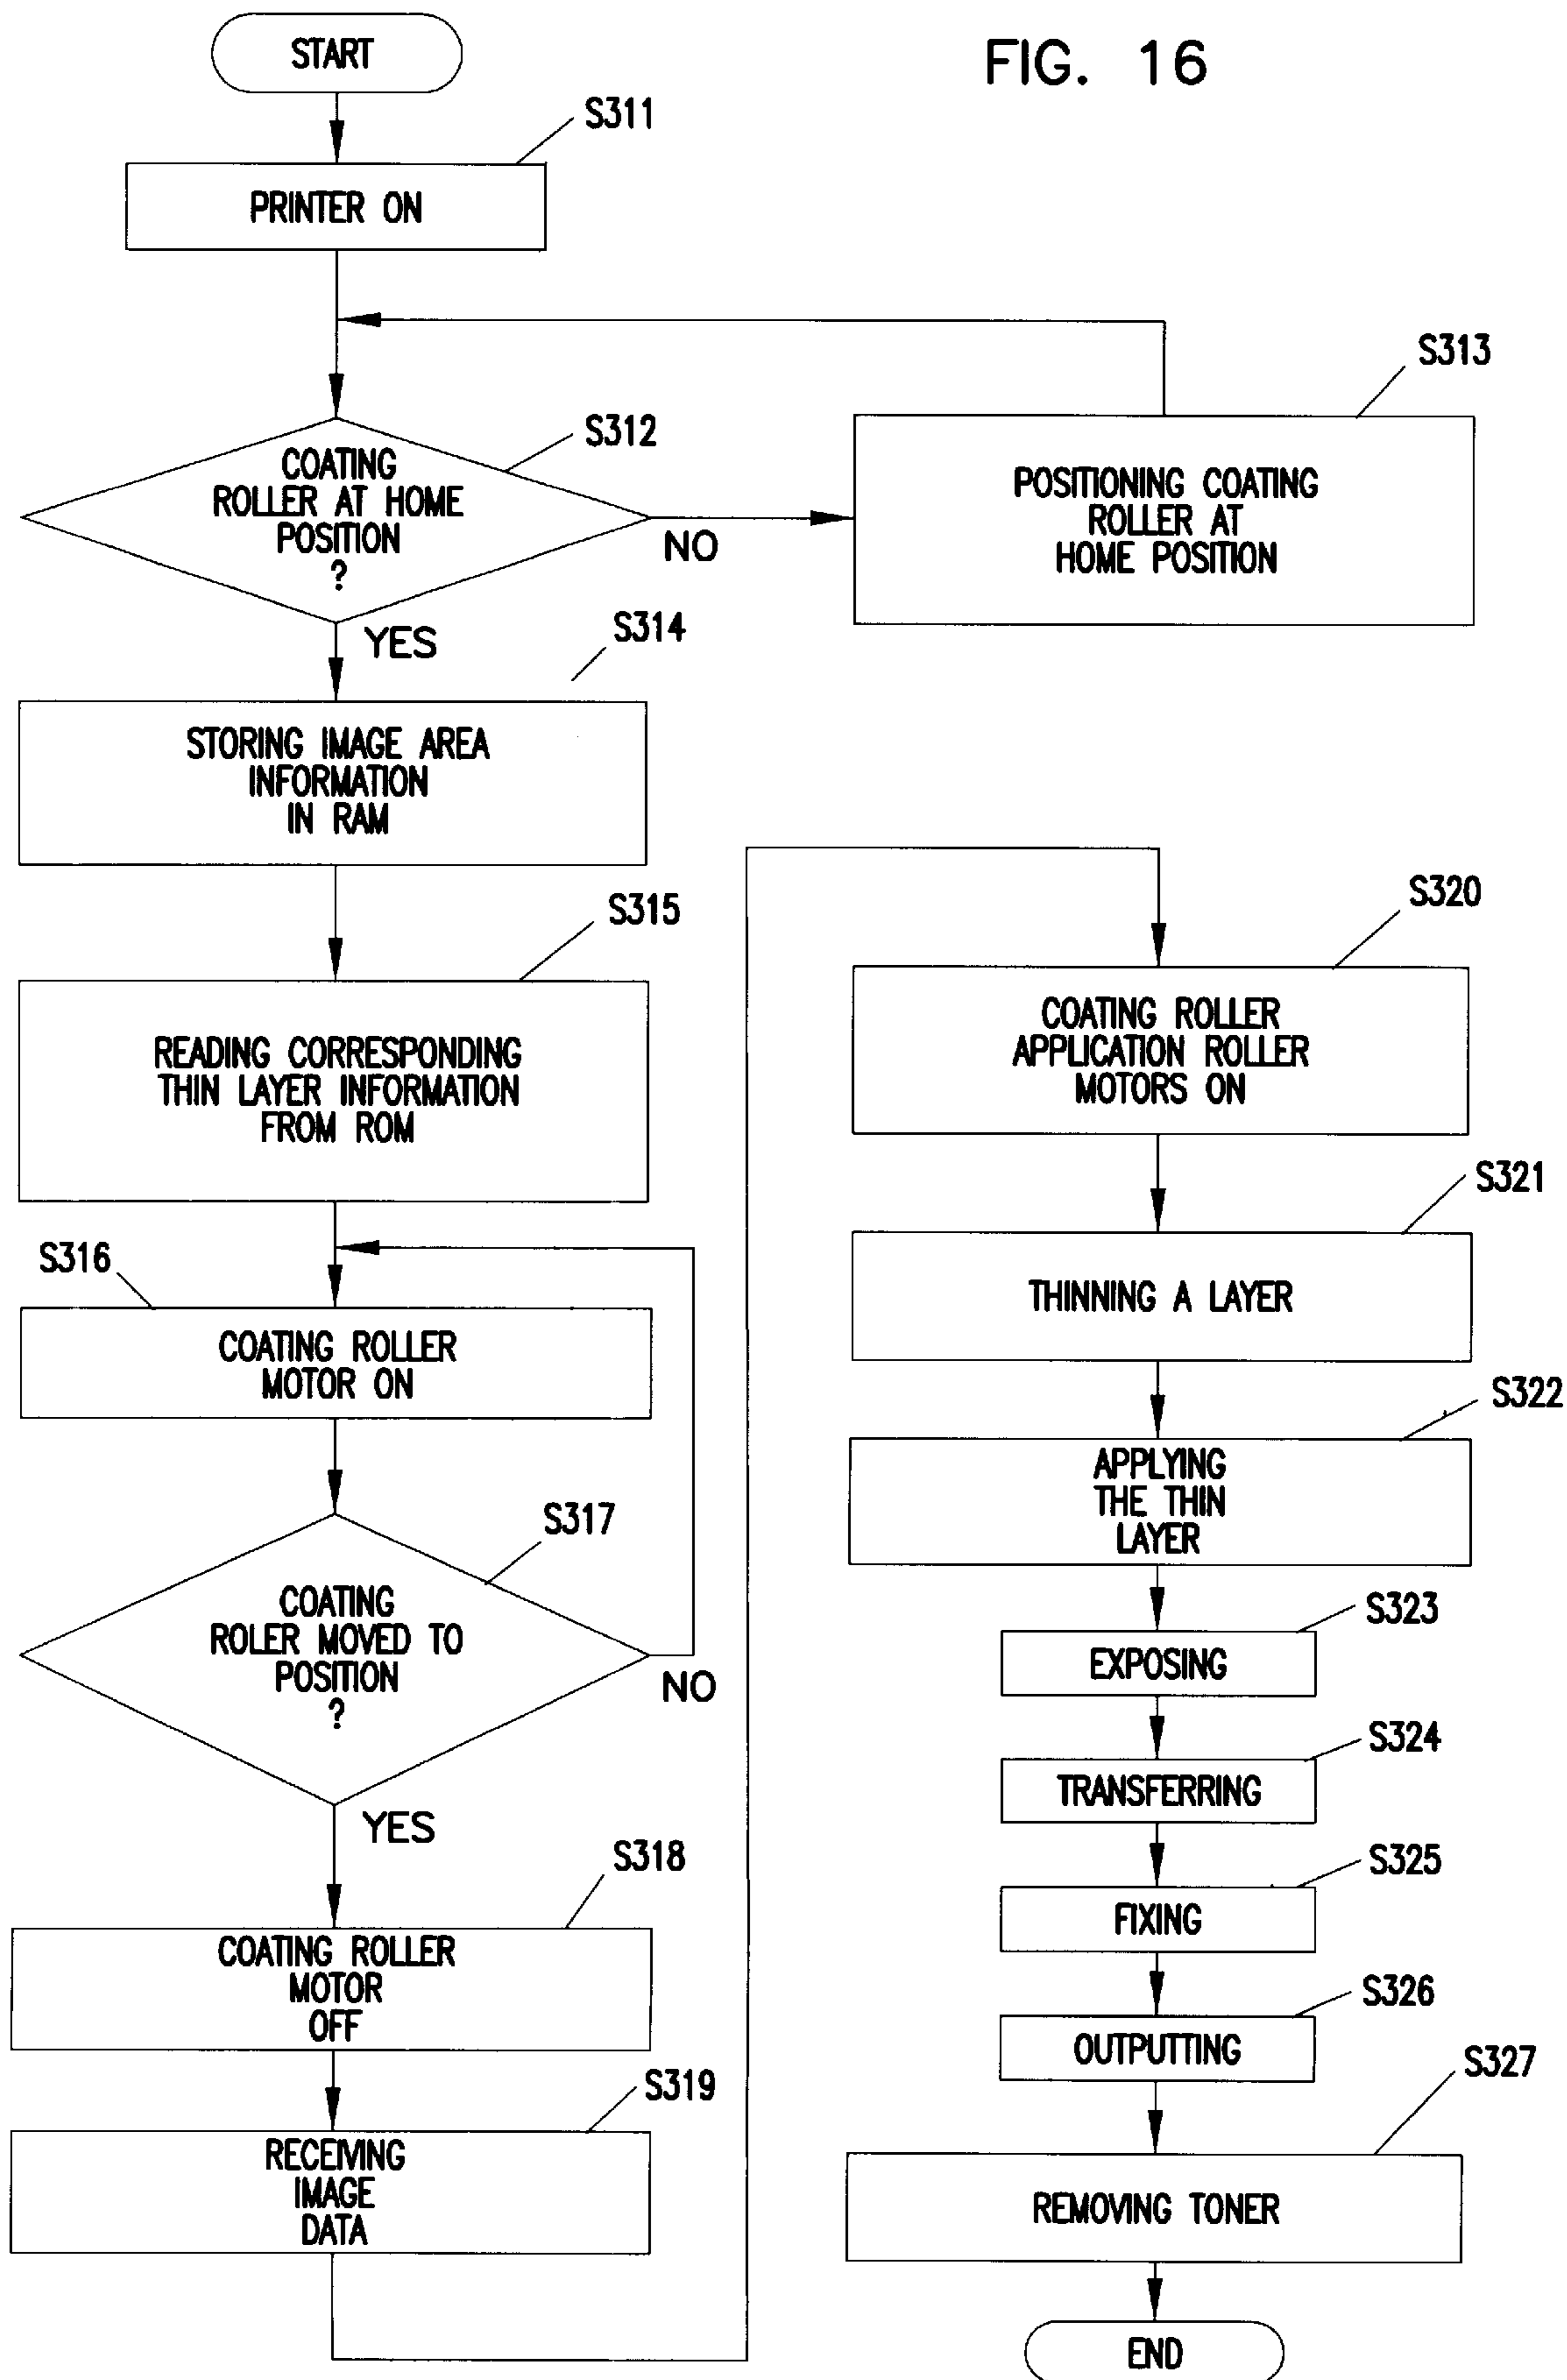 FIG. 16
START
S311
PRINTER ON
S312
COATING
ROLLER AT HOME
POSITION
?
NO
YES
S313
POSITIONING COATING
ROLLER AT
HOME POSITION
S314
STORING IMAGE AREA
INFORMATION
IN RAM
S315
READING CORRESPONDING
THIN LAYER INFORMATION
FROM ROM
S316
COATING ROLLER
MOTOR ON
S317
COATING
ROLER MOVED TO
POSITION
?
NO
YES
S318
COATING ROLLER
MOTOR
OFF
S319
RECEIVING
IMAGE
DATA
S320
COATING ROLLER
APPLICATION ROLLER
MOTORS ON
S321
THINNING A LAYER
S322
APPLYING
THE THIN
LAYER
S323
EXPOSING
S324
TRANSFERRING
S325
FIXING
S326
OUTPUTTING
S327
REMOVING TONER
END